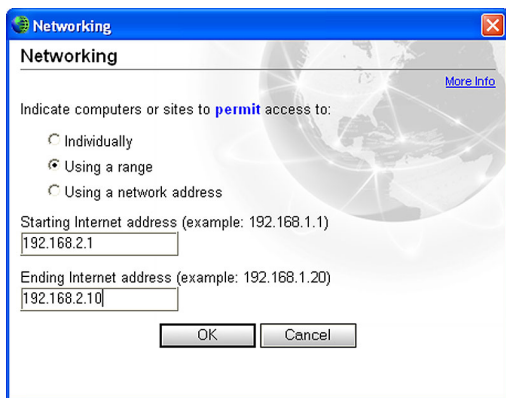 Networking
Networking
More Info
Indicate computers or sites to permit access to:
Individually
Using a range
Using a network address
Starting Internet address (example: 192.168.1.1)
192.168.2.1
Ending Internet address (example: 192.168.1.20)
192.168.2.10
OK Cancel